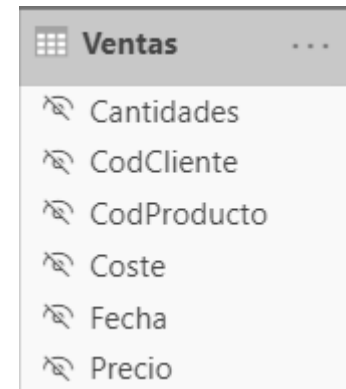 Ventas
Cantidades
CodCliente
CodProducto
Coste
Fecha
Precio